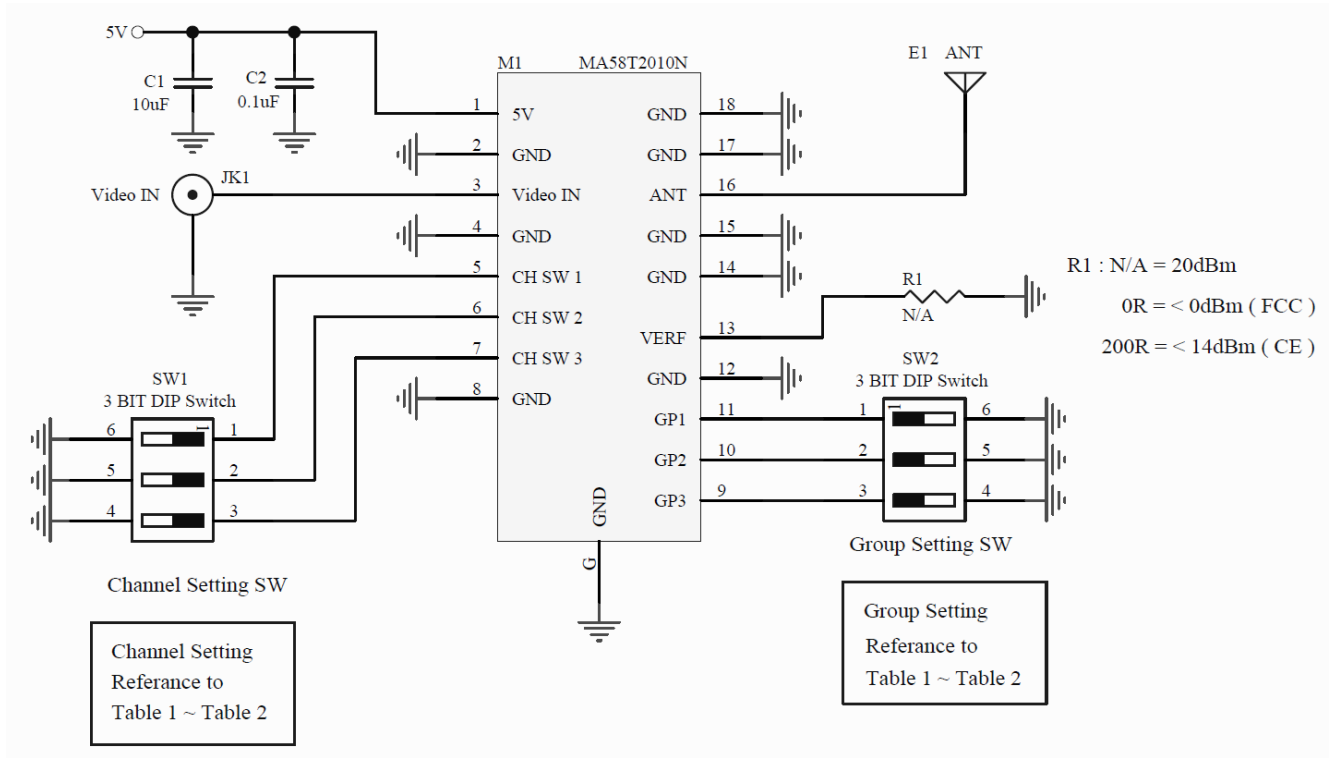 5V
C1
10uF
C2
0.1uF
M1 MA58T2010N
E1 ANT
1 5V
2 GND
3 Video IN
4 GND
5 CH SW 1
6 CH SW 2
7 CH SW 3
8 GND
GND 18
GND 17
ANT 16
GND 15
GND 14
VERF 13
GND 12
GP1 11
GP2 10
GP3 9
GND
G
Video IN
JK1
R1
N/A
R1 : N/A = 20dBm
0R = < 0dBm ( FCC )
200R = < 14dBm ( CE )
SW1
3 BIT DIP Switch
6 1 1
5 2
4 3
Channel Setting SW
Channel Setting
Referance to
Table 1 ~ Table 2
SW2
3 BIT DIP Switch
1 1 6
2 5
3 4
Group Setting SW
Group Setting
Referance to
Table 1 ~ Table 2